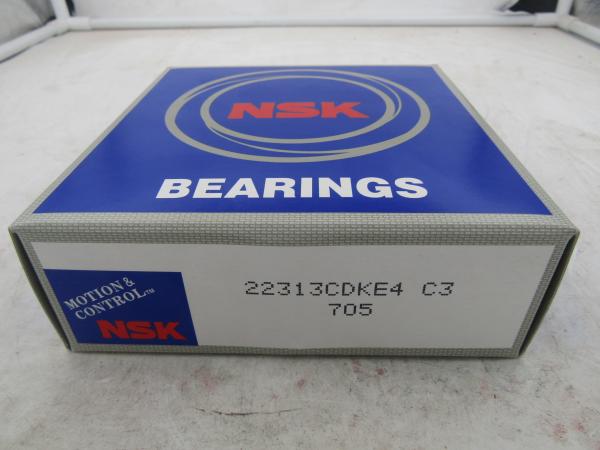 NSK
BEARINGS
MOTION &
CONTROL™
NSK
22313CDKE4 C3
705